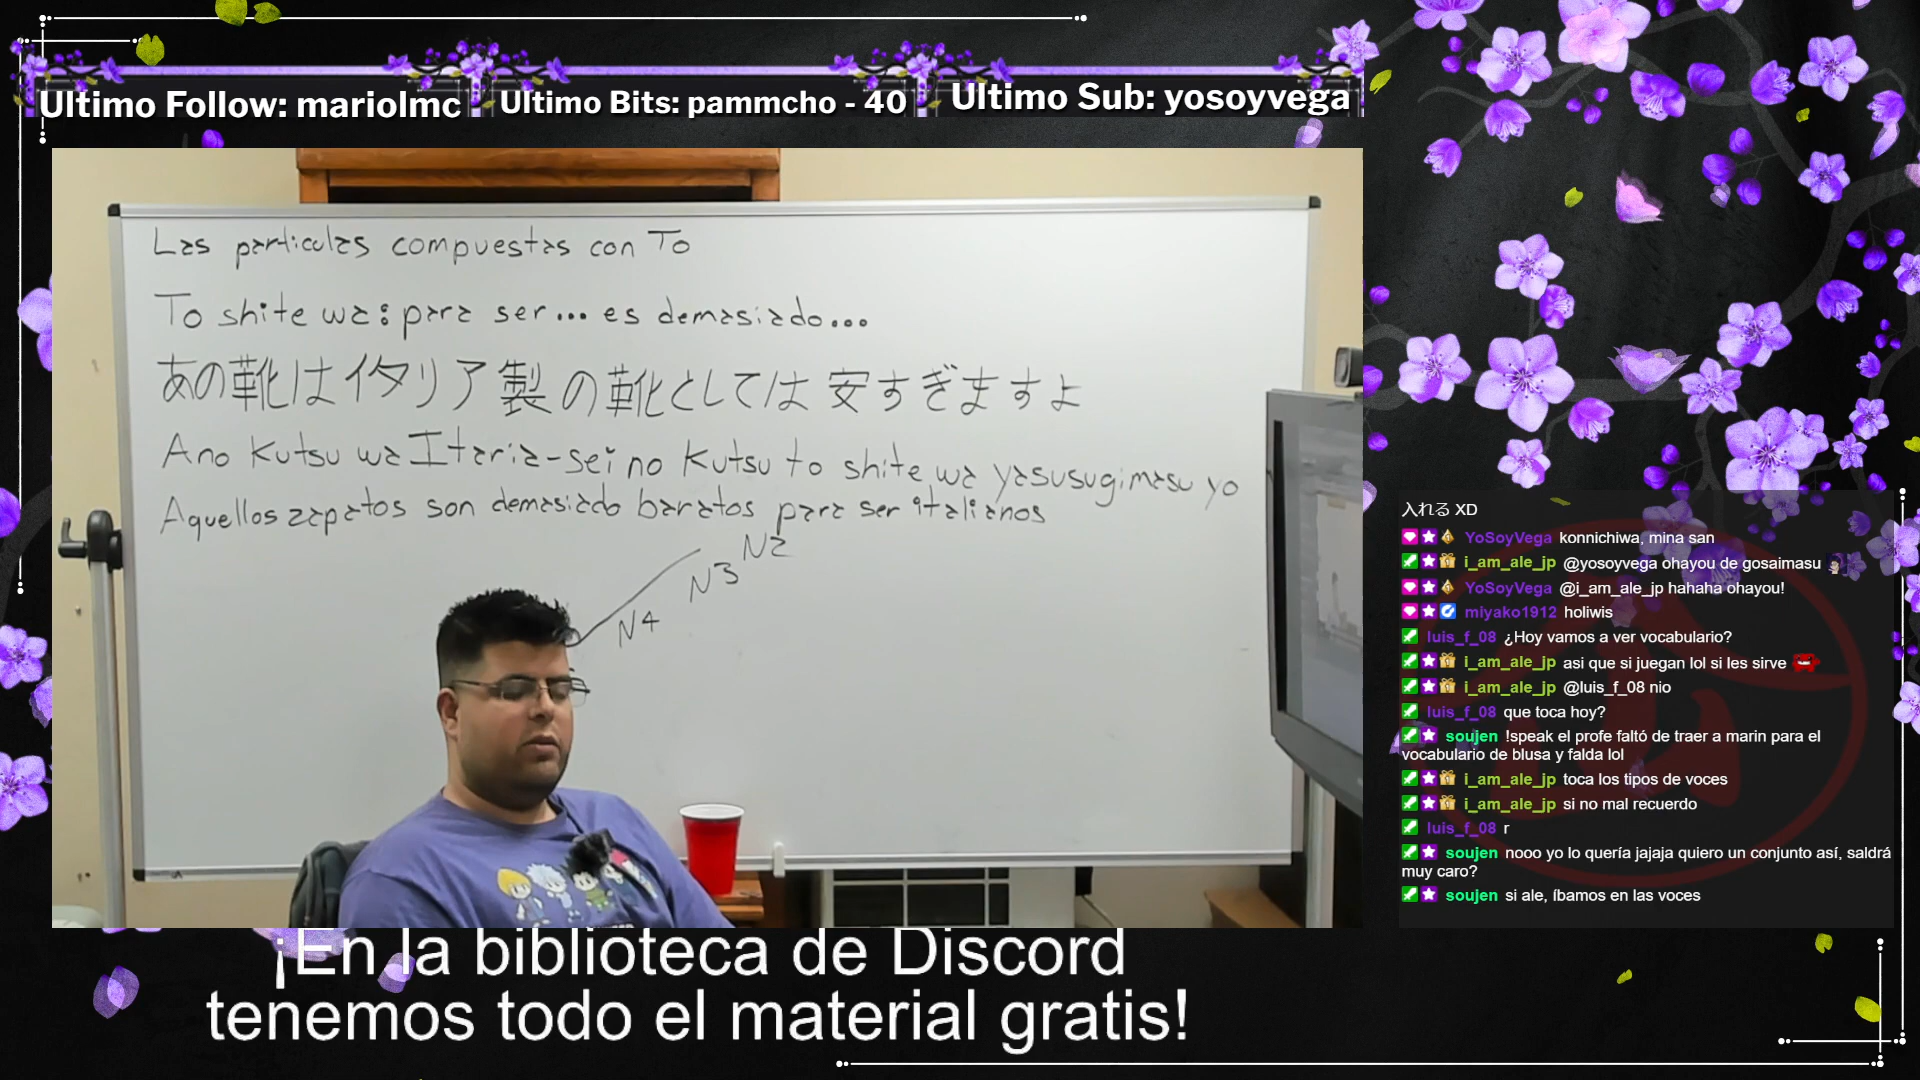 Ultimo Follow: mariolmc
Ultimo Bits: pammcho - 40
Ultimo Sub: yosoyvega
Las particulas compuestas con To
To shite wa: para ser... es demasiado...
あの靴はイタリア製の靴としては安すぎますよ
Ano Kutsu wa Itaria-sei no Kutsu to shite wa yasusugimasu yo
Aquellos zapatos son demasiado baratos para ser italianos
N4 N3 N2
入れる XD
YoSoyVega konnichiwa, mina san
i_am_ale_jp @yosoyvega ohayou de gosaimasu
YoSoyVega @i_am_ale_jp hahaha ohayou!
miyako1912 holiwis
luis_f_08 ¿Hoy vamos a ver vocabulario?
i_am_ale_jp asi que si juegan lol si les sirve
i_am_ale_jp @luis_f_08 nio
luis_f_08 que toca hoy?
soujen !speak el profe faltó de traer a marin para el
vocabulario de blusa y falda lol
i_am_ale_jp toca los tipos de voces
i_am_ale_jp si no mal recuerdo
luis_f_08 r
soujen nooo yo lo quería jajaja quiero un conjunto así, saldrá
muy caro?
soujen si ale, íbamos en las voces
¡En la biblioteca de Discord
tenemos todo el material gratis!